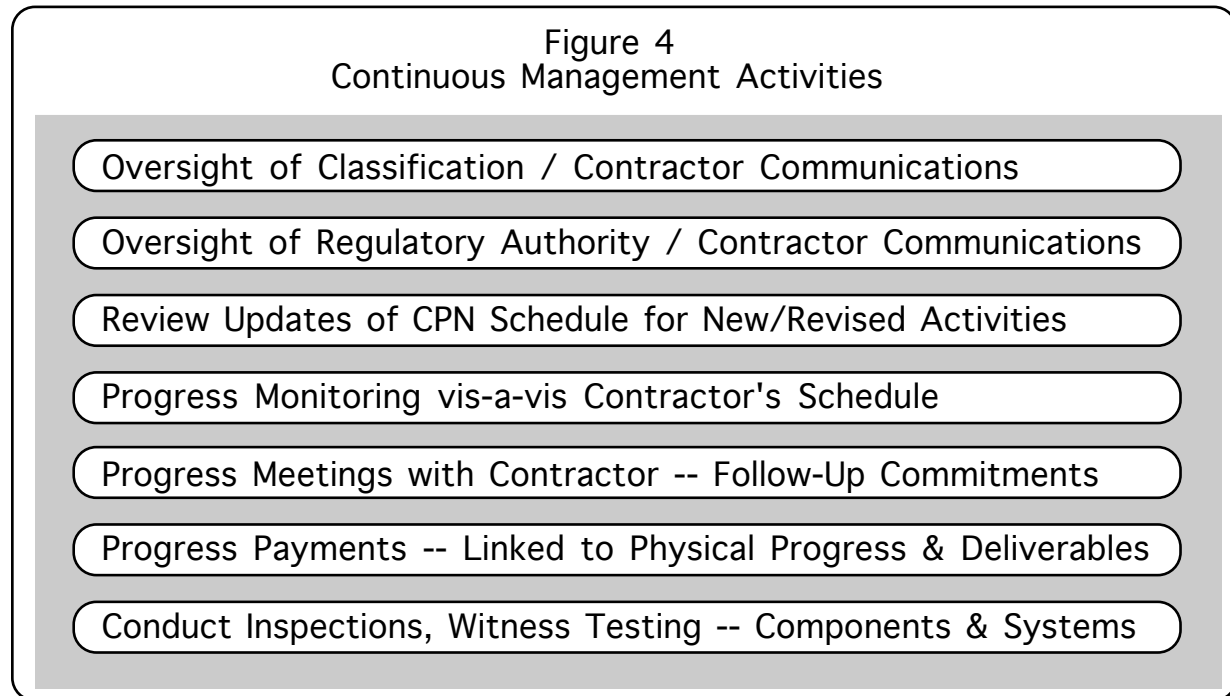 Figure 4
Continuous Management Activities
Oversight of Classification / Contractor Communications
Oversight of Regulatory Authority / Contractor Communications
Review Updates of CPN Schedule for New/Revised Activities
Progress Monitoring vis-a-vis Contractor's Schedule
Progress Meetings with Contractor -- Follow-Up Commitments
Progress Payments -- Linked to Physical Progress & Deliverables
Conduct Inspections, Witness Testing -- Components & Systems